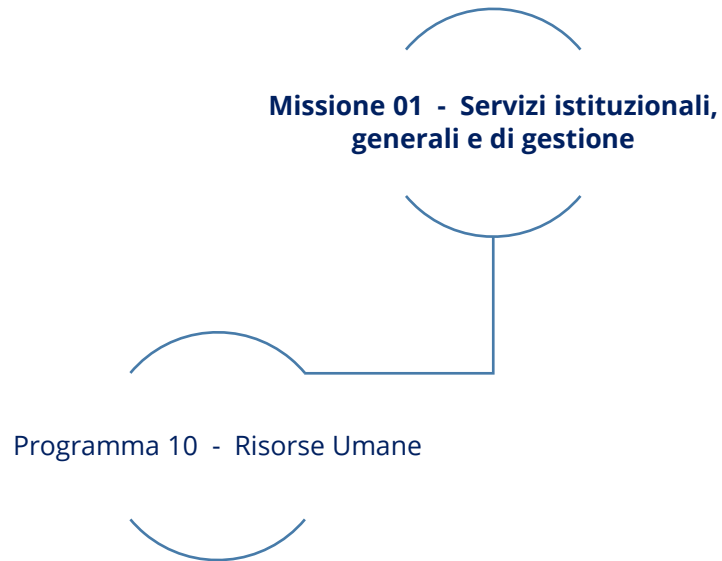 Missione 01 - Servizi istituzionali,
generali e di gestione
Programma 10 - Risorse Umane